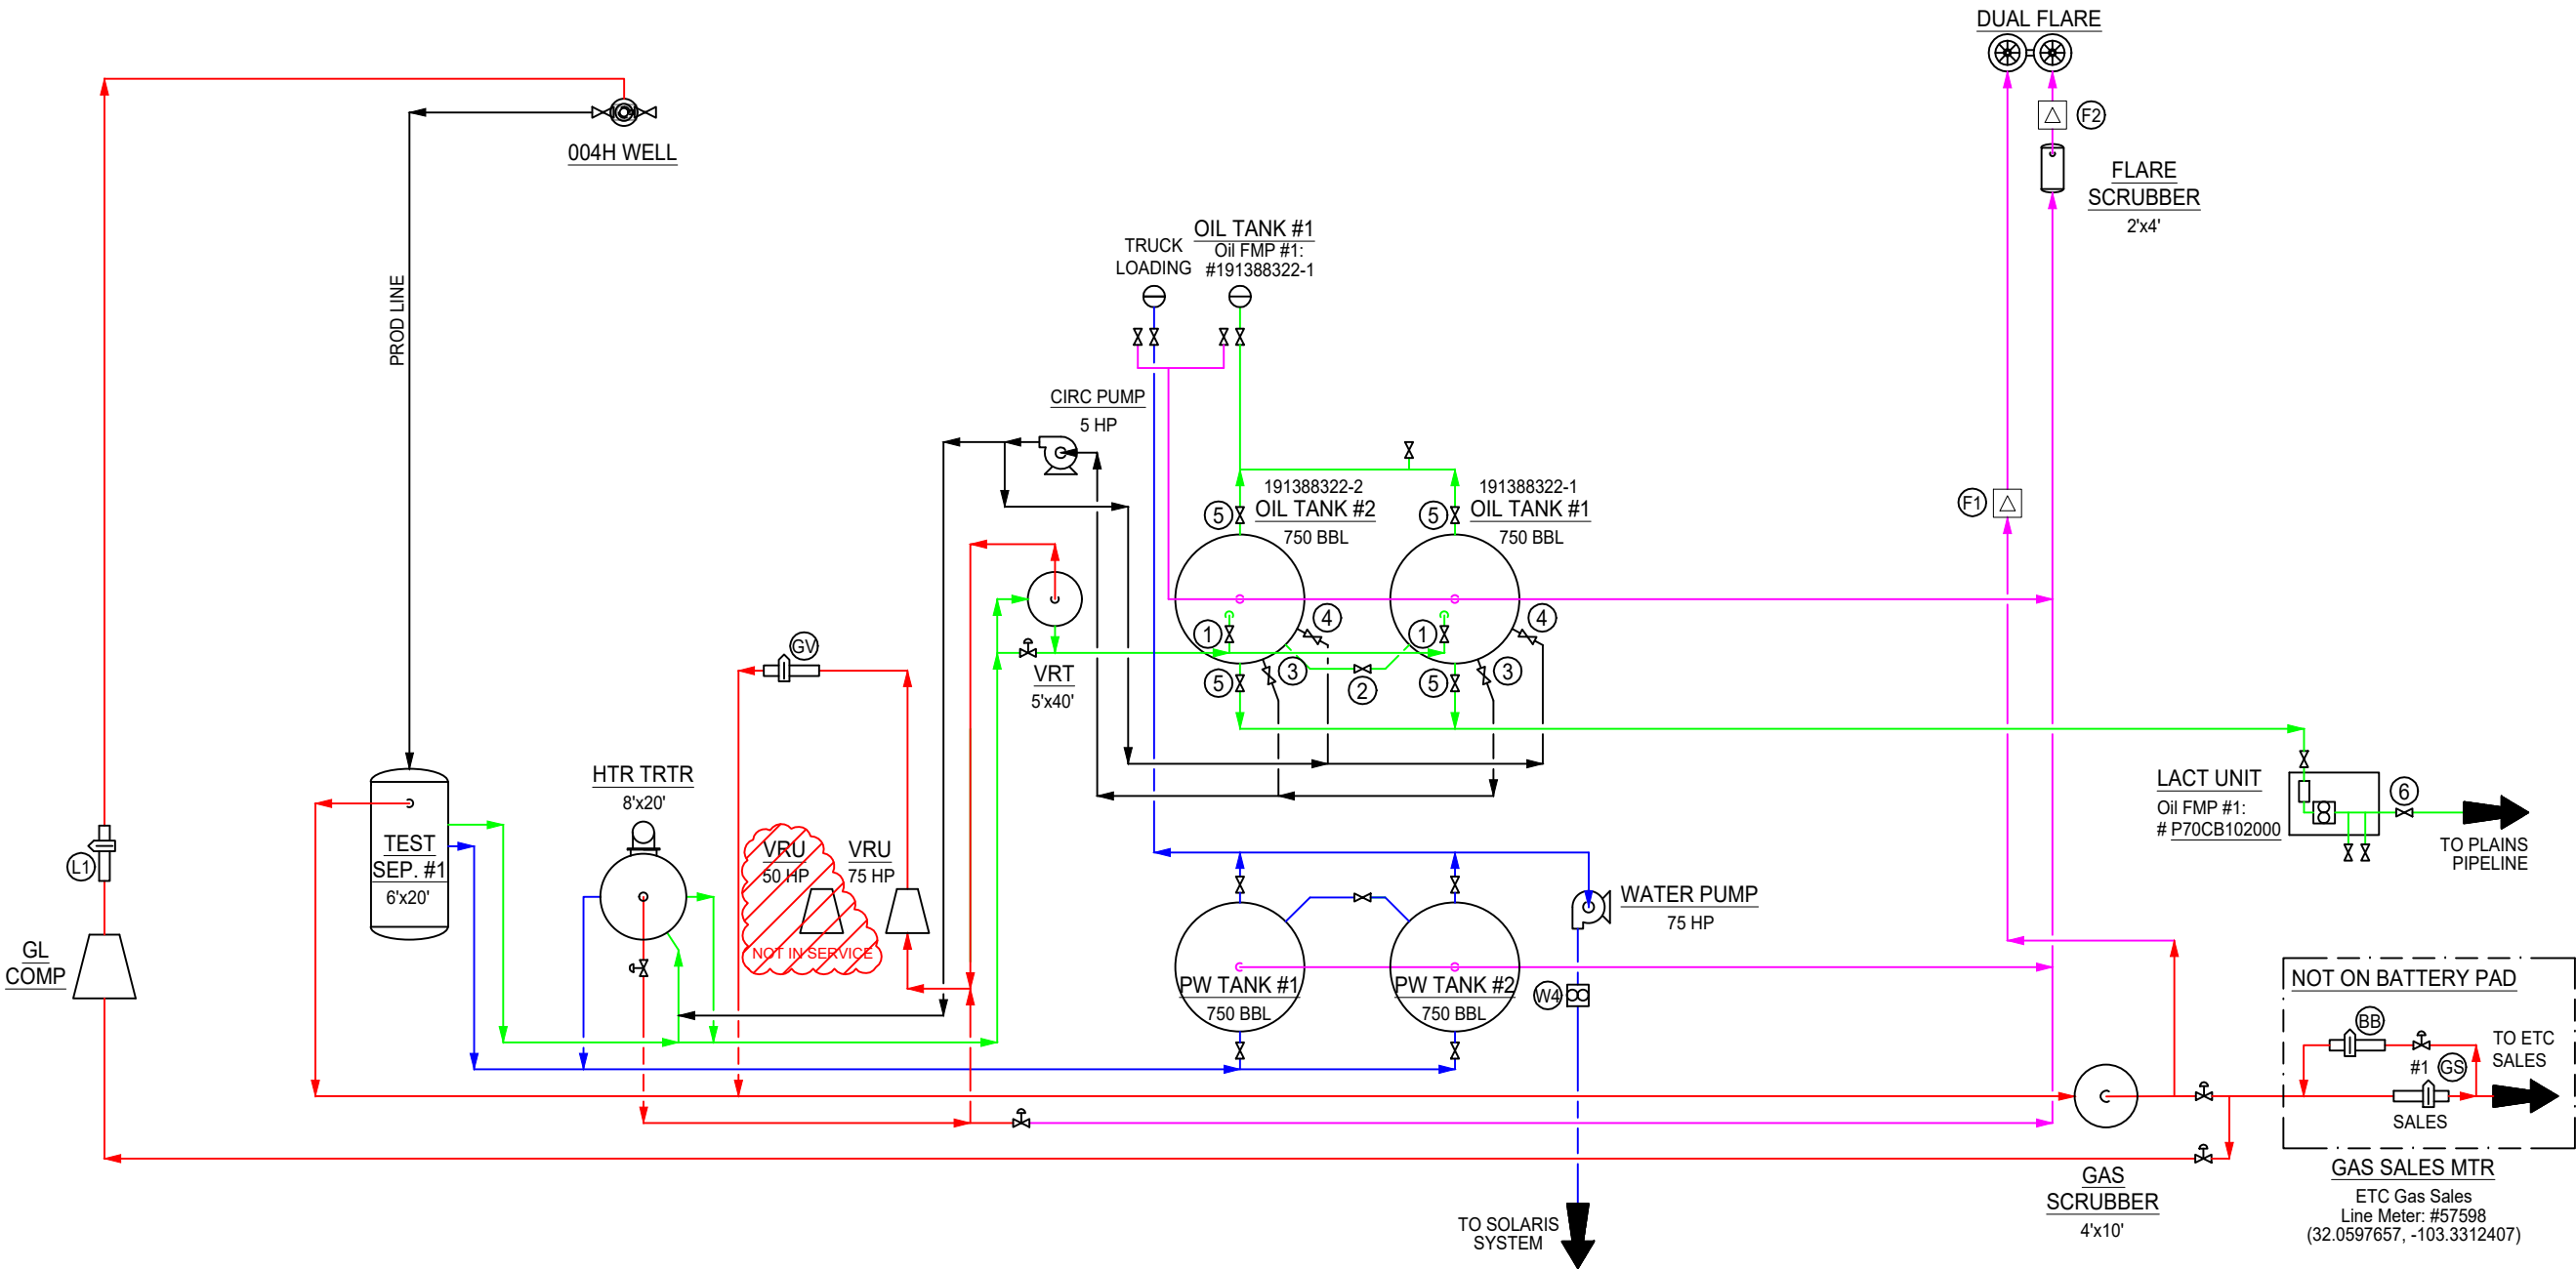 DUAL FLARE
F2
FLARE
SCRUBBER
2'x4'
004H WELL
PROD LINE
TRUCK
LOADING
OIL TANK #1
Oil FMP #1:
#191388322-1
CIRC PUMP
5 HP
191388322-2
OIL TANK #2
750 BBL
191388322-1
OIL TANK #1
750 BBL
5
5
F1
1
4
1
4
3
3
2
5
5
GV
VRT
5'x40'
HTR TRTR
8'x20'
VRU
50 HP
NOT IN SERVICE
VRU
75 HP
TEST
SEP. #1
6'x20'
L1
GL
COMP
LACT UNIT
Oil FMP #1:
# P70CB102000
6
TO PLAINS
PIPELINE
WATER PUMP
75 HP
W4
PW TANK #1
750 BBL
PW TANK #2
750 BBL
NOT ON BATTERY PAD
BB
TO ETC
SALES
#1
GS
SALES
GAS SALES MTR
ETC Gas Sales
Line Meter: #57598
(32.0597657, -103.3312407)
GAS
SCRUBBER
4'x10'
TO SOLARIS
SYSTEM